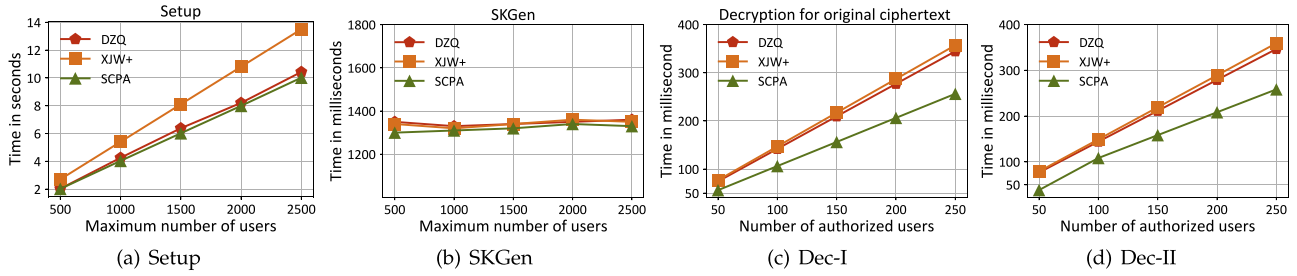 Setup
Time in seconds
14
12
10
8
6
4
2
DZQ
XJW+
SCPA
500 1000 1500 2000 2500
Maximum number of users
(a) Setup
SKGen
Time in milliseconds
1800
1600
1400
1200
DZQ
XJW+
SCPA
500 1000 1500 2000 2500
Maximum number of users
(b) SKGen
Decryption for original ciphertext
Time in millisecond
400
300
200
100
50
DZQ
XJW+
SCPA
50 100 150 200 250
Number of authorized users
(c) Dec-I
Time in millisecond
400
300
200
100
50
DZQ
XJW+
SCPA
50 100 150 200 250
Number of authorized users
(d) Dec-II